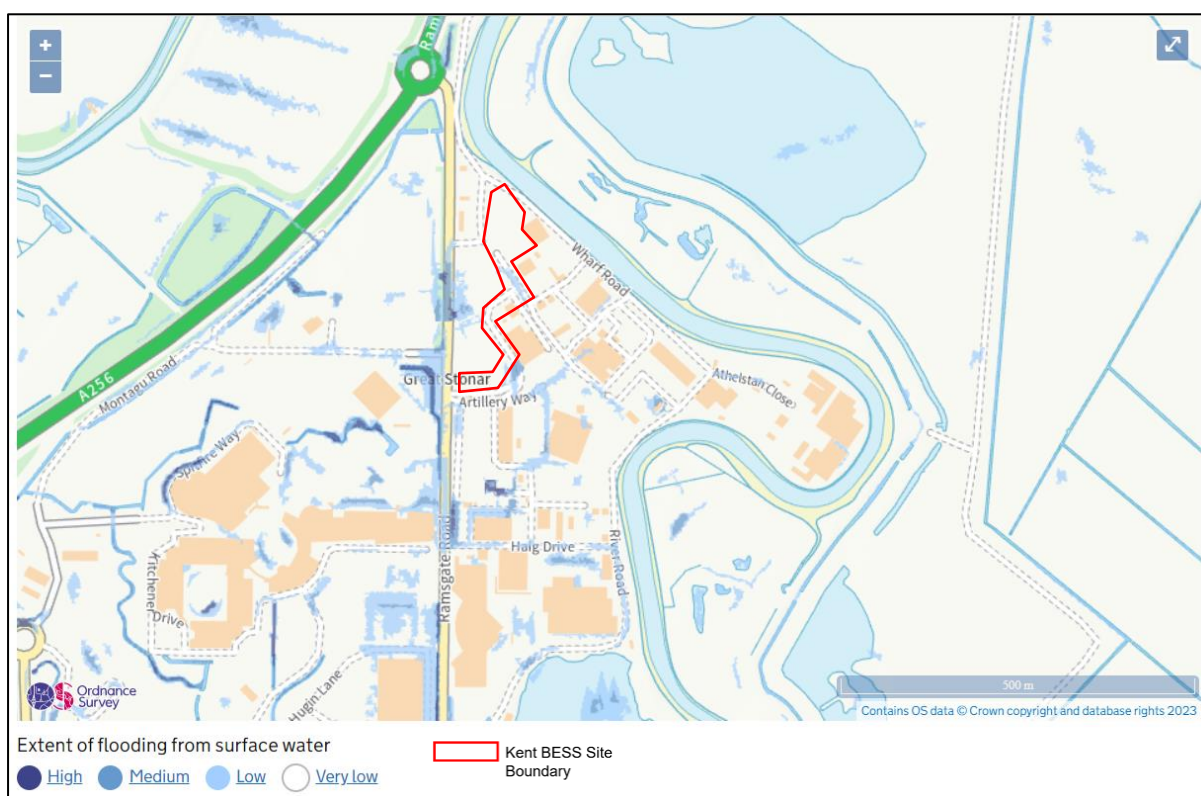 +
−
Rams
A256
Montagu Road
Wharf Road
Great Stonar
Artillery Way
Athelstan Close
Spitfire Way
Kitchener Drive
Ramsgate Road
Haig Drive
River Road
Hugin Lane
Ordnance
Survey
500 m
Contains OS data © Crown copyright and database rights 2023
Extent of flooding from surface water
High Medium Low Very low
Kent BESS Site
Boundary